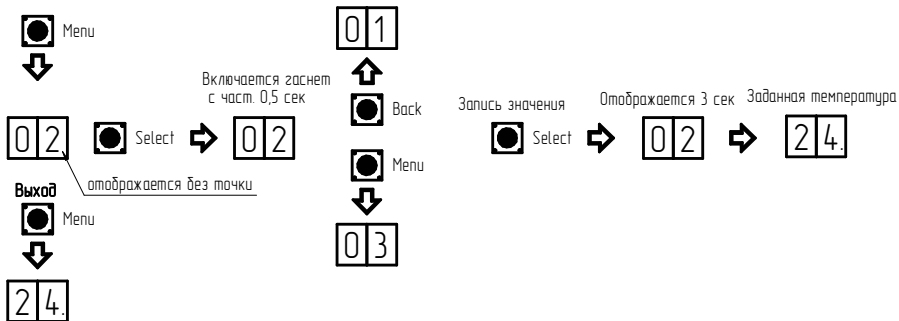 Menu
02
Select
Включается гаснет
с част. 0,5 сек
02
отображается без точки
Выход
Menu
24.
01
Back
Menu
03
Запись значения
Select
Отображается 3 сек
02
Заданная температура
24.